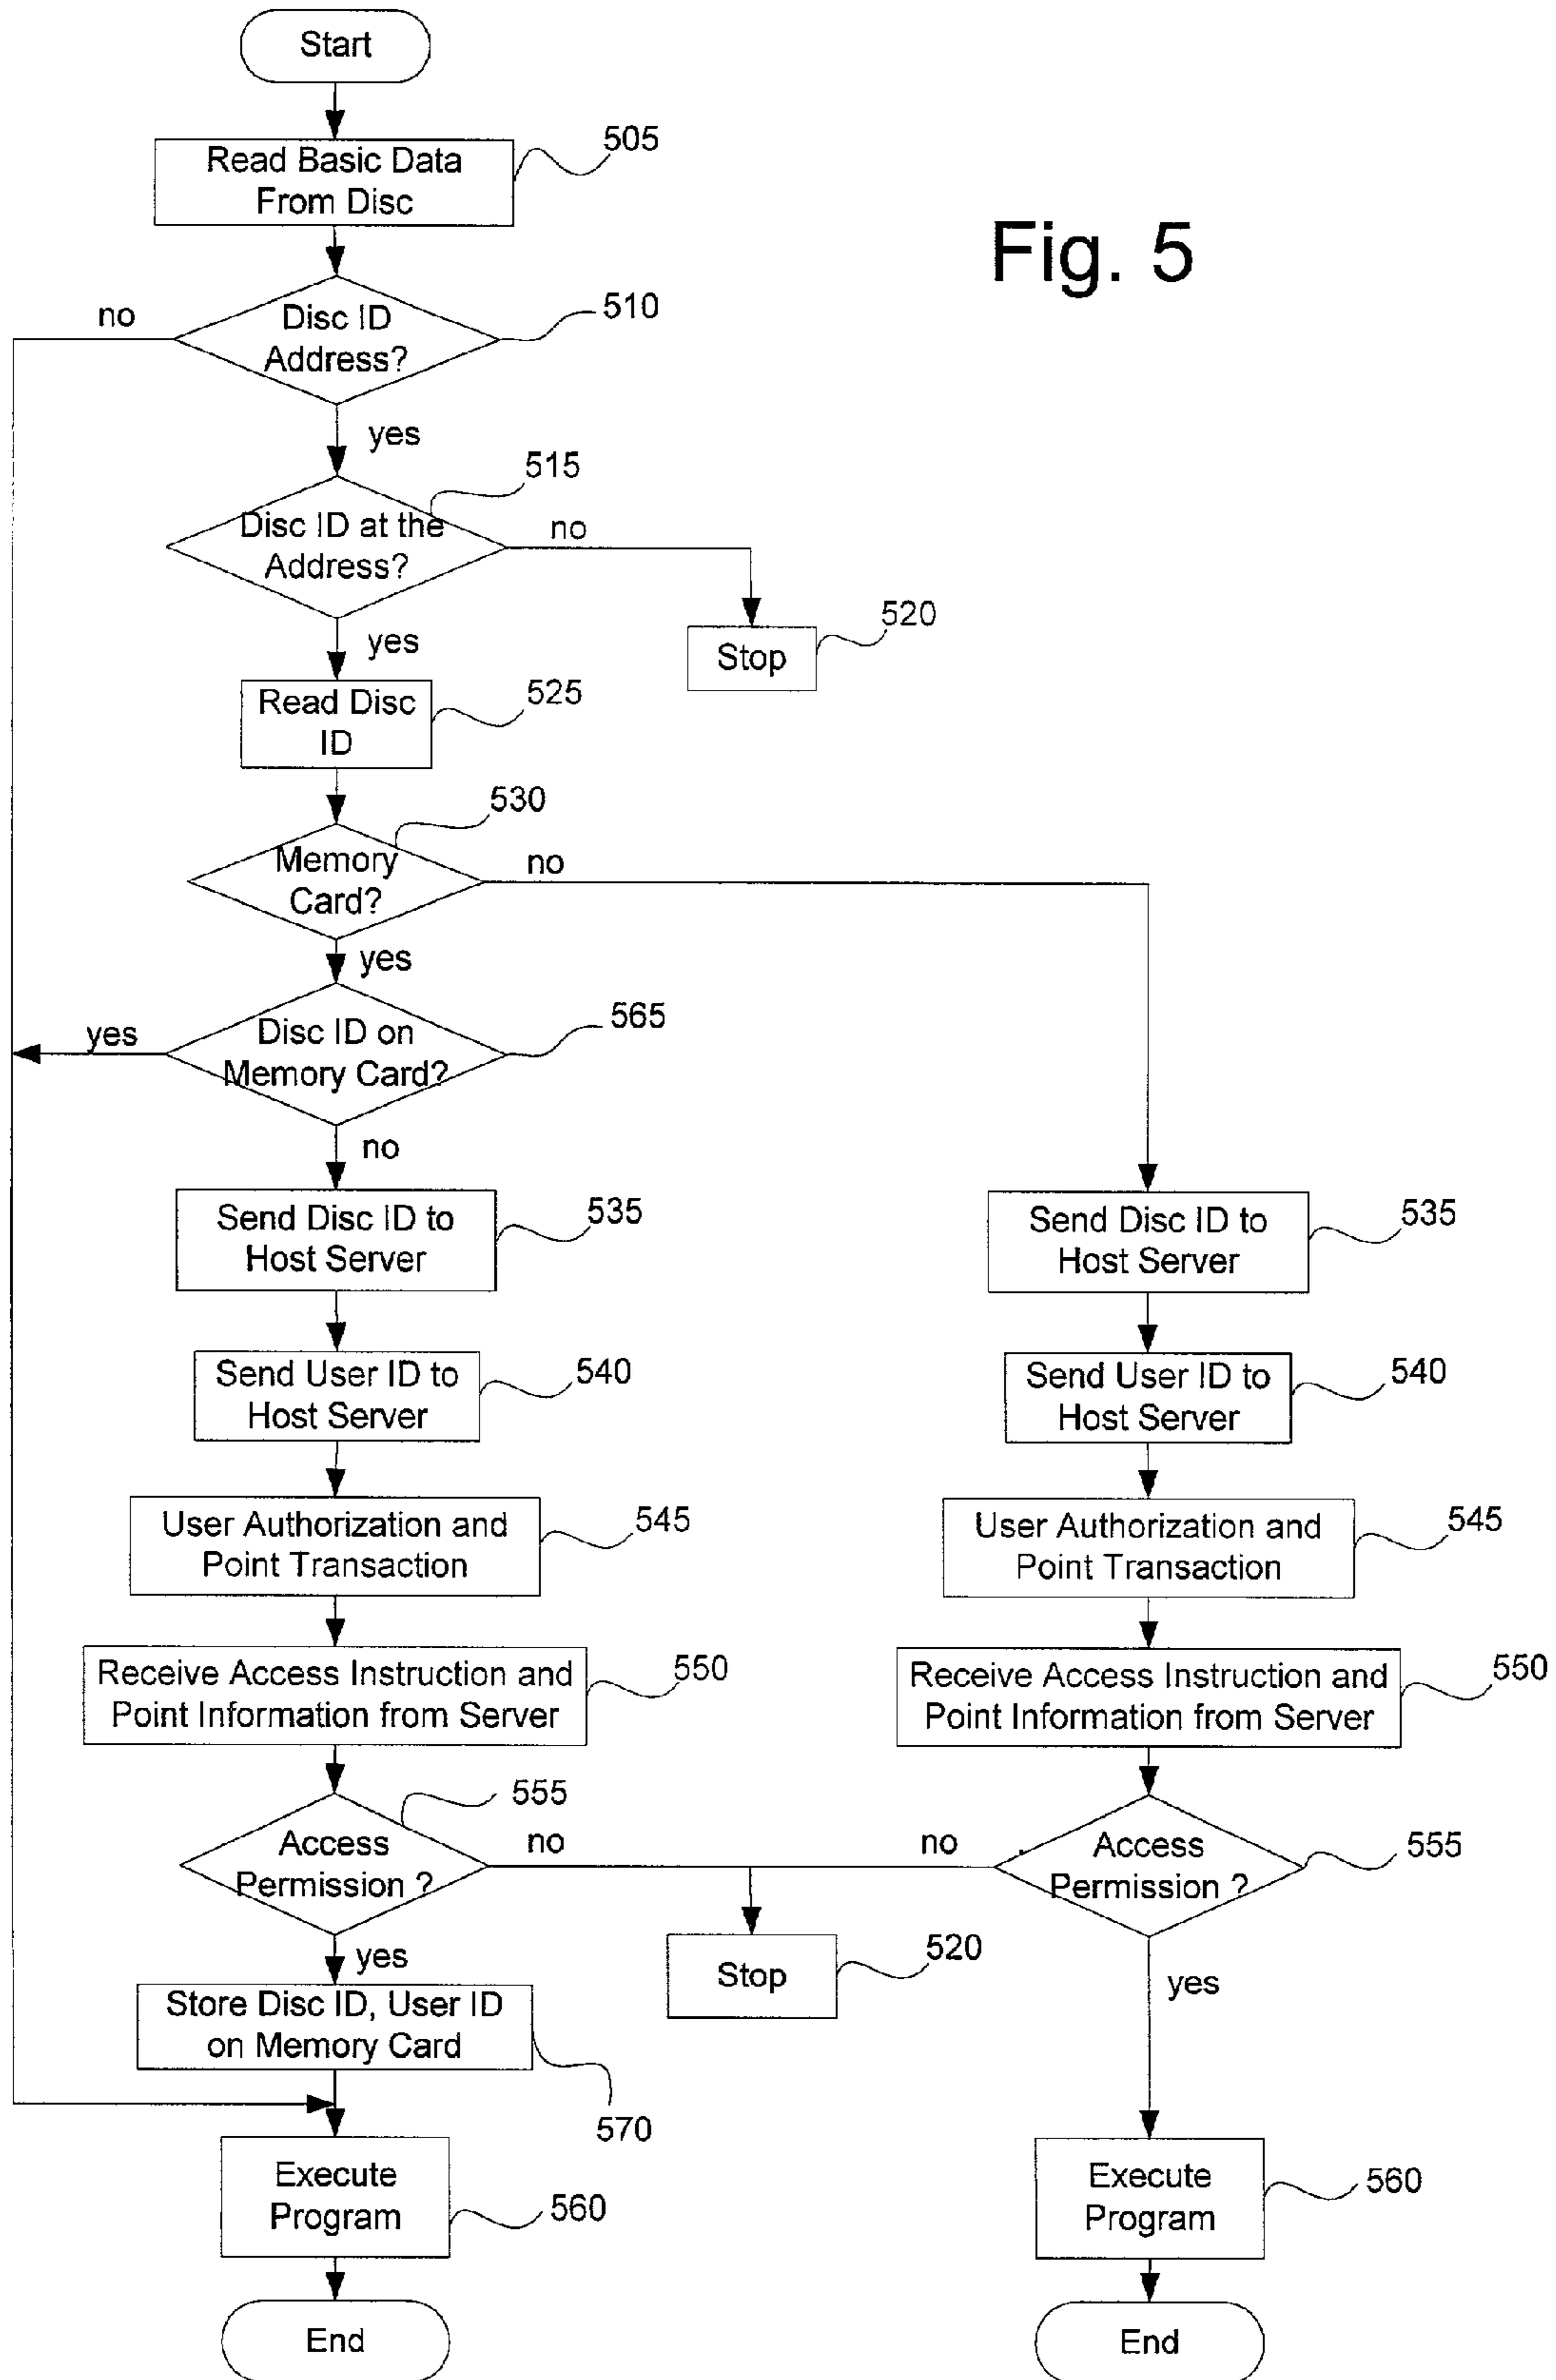 Start
Read Basic Data
From Disc
505
Fig. 5
no
Disc ID
Address?
510
yes
515
Disc ID at the
Address?
no
520
Stop
yes
Read Disc
ID
525
530
Memory
Card?
no
yes
565
yes
Disc ID on
Memory Card?
no
Send Disc ID to
Host Server
535
Send Disc ID to
Host Server
535
Send User ID to
Host Server
540
Send User ID to
Host Server
540
User Authorization and
Point Transaction
545
User Authorization and
Point Transaction
545
Receive Access Instruction and
Point Information from Server
550
Receive Access Instruction and
Point Information from Server
550
555
Access
Permission ?
no
no
Access
Permission ?
555
yes
Stop
520
yes
Store Disc ID, User ID
on Memory Card
570
Execute
Program
560
Execute
Program
560
End
End